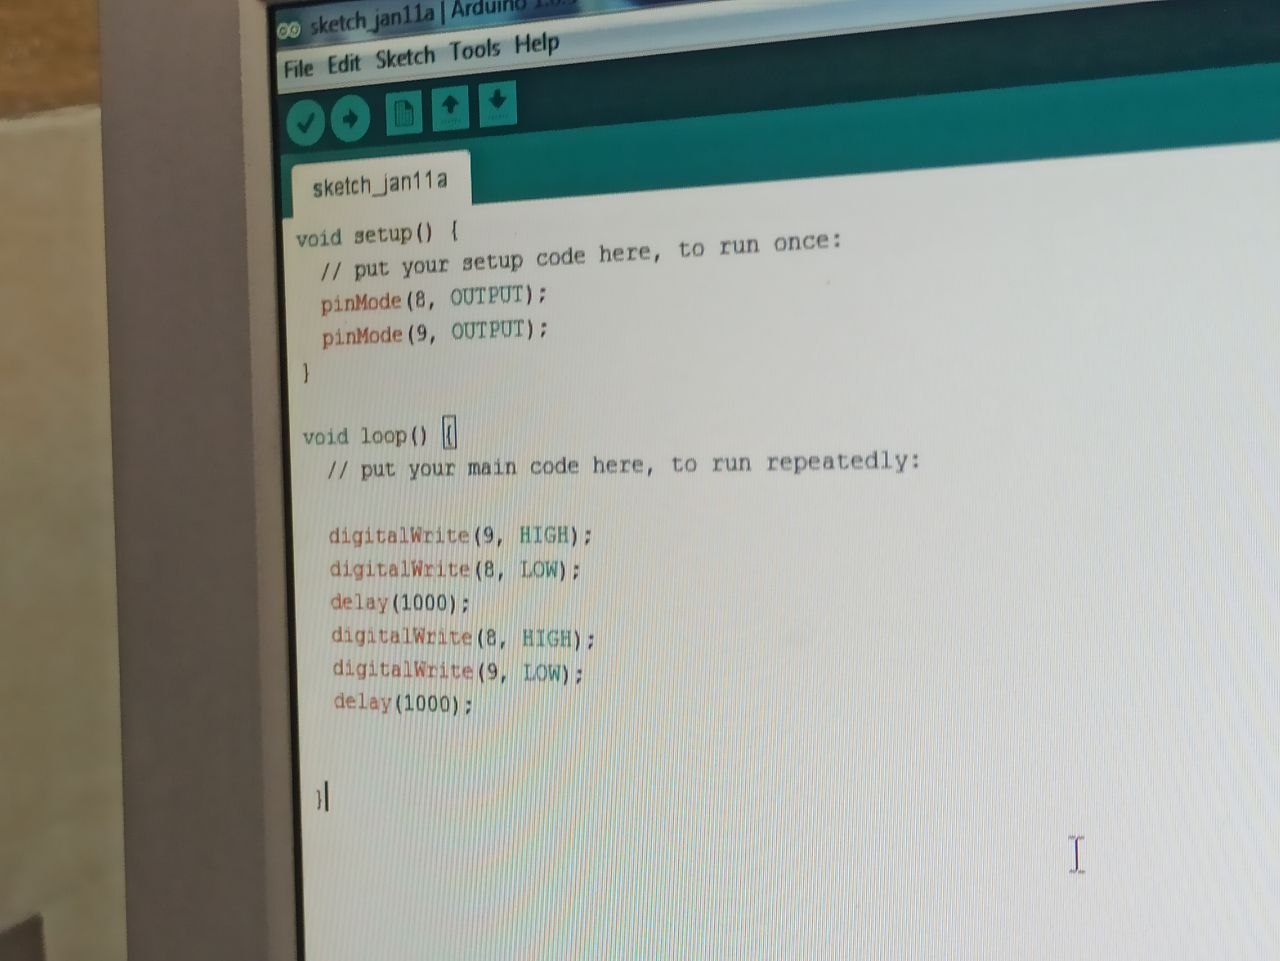 sketch_jan11a | Arduino
File Edit Sketch Tools Help
sketch_jan11a
void setup() {
// put your setup code here, to run once:
pinMode(8, OUTPUT);
pinMode(9, OUTPUT);
}
void loop() {
// put your main code here, to run repeatedly:
digitalWrite(9, HIGH);
digitalWrite(8, LOW);
delay(1000);
digitalWrite(8, HIGH);
digitalWrite(9, LOW);
delay(1000);
}